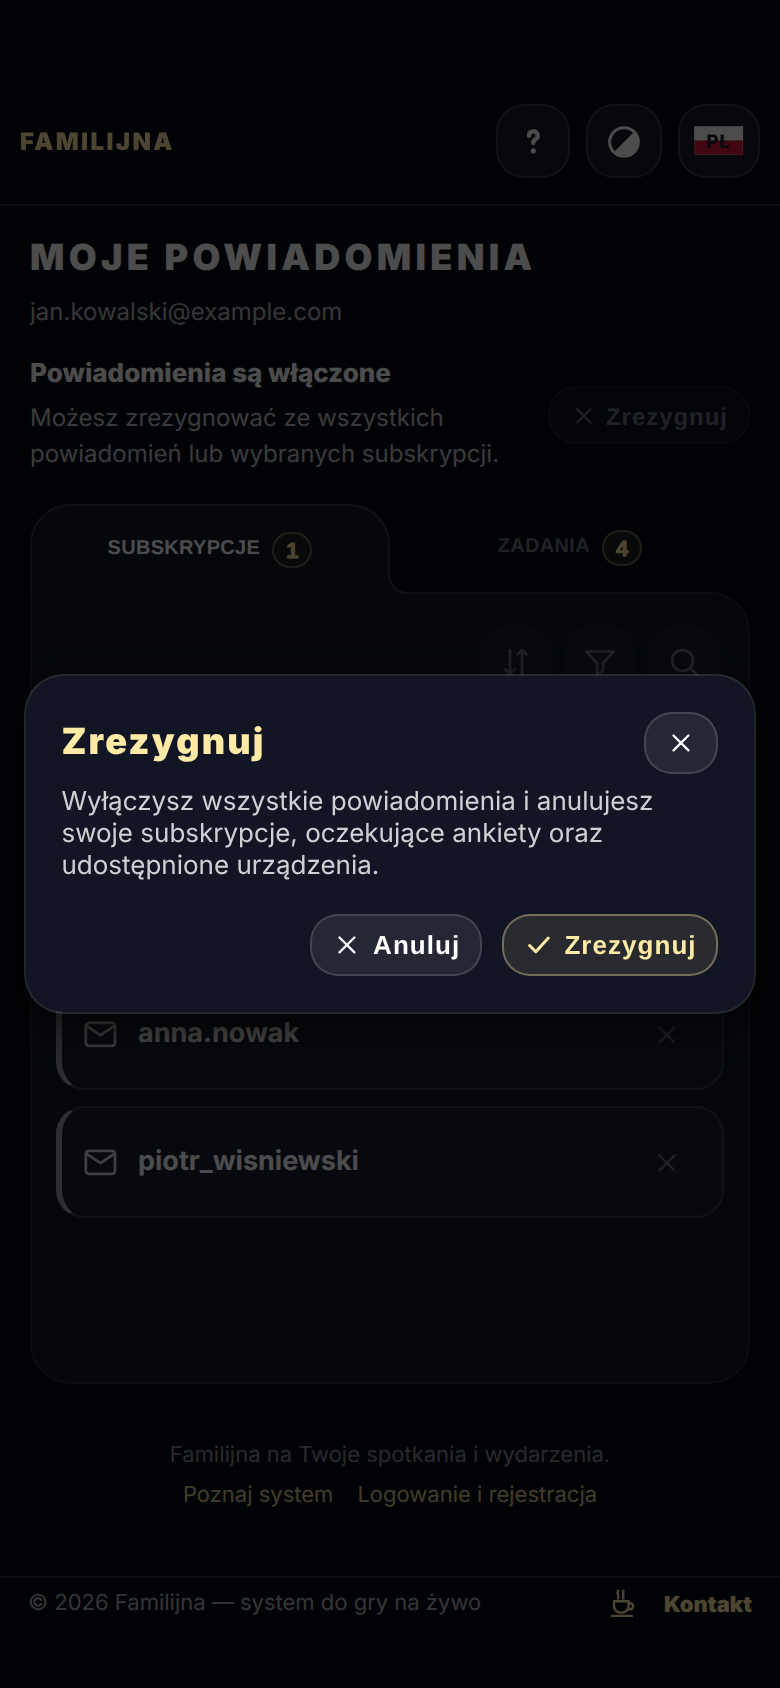 FAMILIJNA
?
PL
MOJE POWIADOMIENIA
jan.kowalski@example.com
Powiadomienia są włączone
Możesz zrezygnować ze wszystkich
powiadomień lub wybranych subskrypcji.
Zrezygnuj
SUBSKRYPCJE 1
ZADANIA 4
Zrezygnuj
Wyłączysz wszystkie powiadomienia i anulujesz
swoje subskrypcje, oczekujące ankiety oraz
udostępnione urządzenia.
Anuluj
Zrezygnuj
anna.nowak
piotr_wisniewski
Familijna na Twoje spotkania i wydarzenia.
Poznaj system Logowanie i rejestracja
© 2026 Familijna — system do gry na żywo
Kontakt